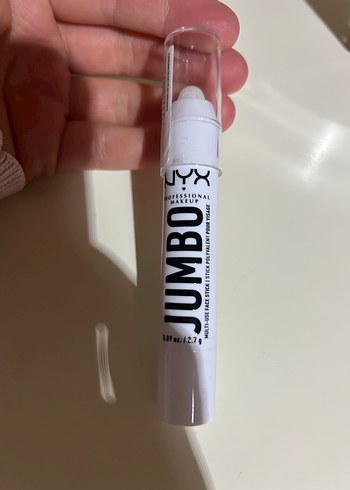 NYX
PROFESSIONAL
MAKEUP
JUMBO
MULTI-USE FACE STICK | STICK POLYVALENT POUR VISAGE
0.09 oz. / 2.7 g